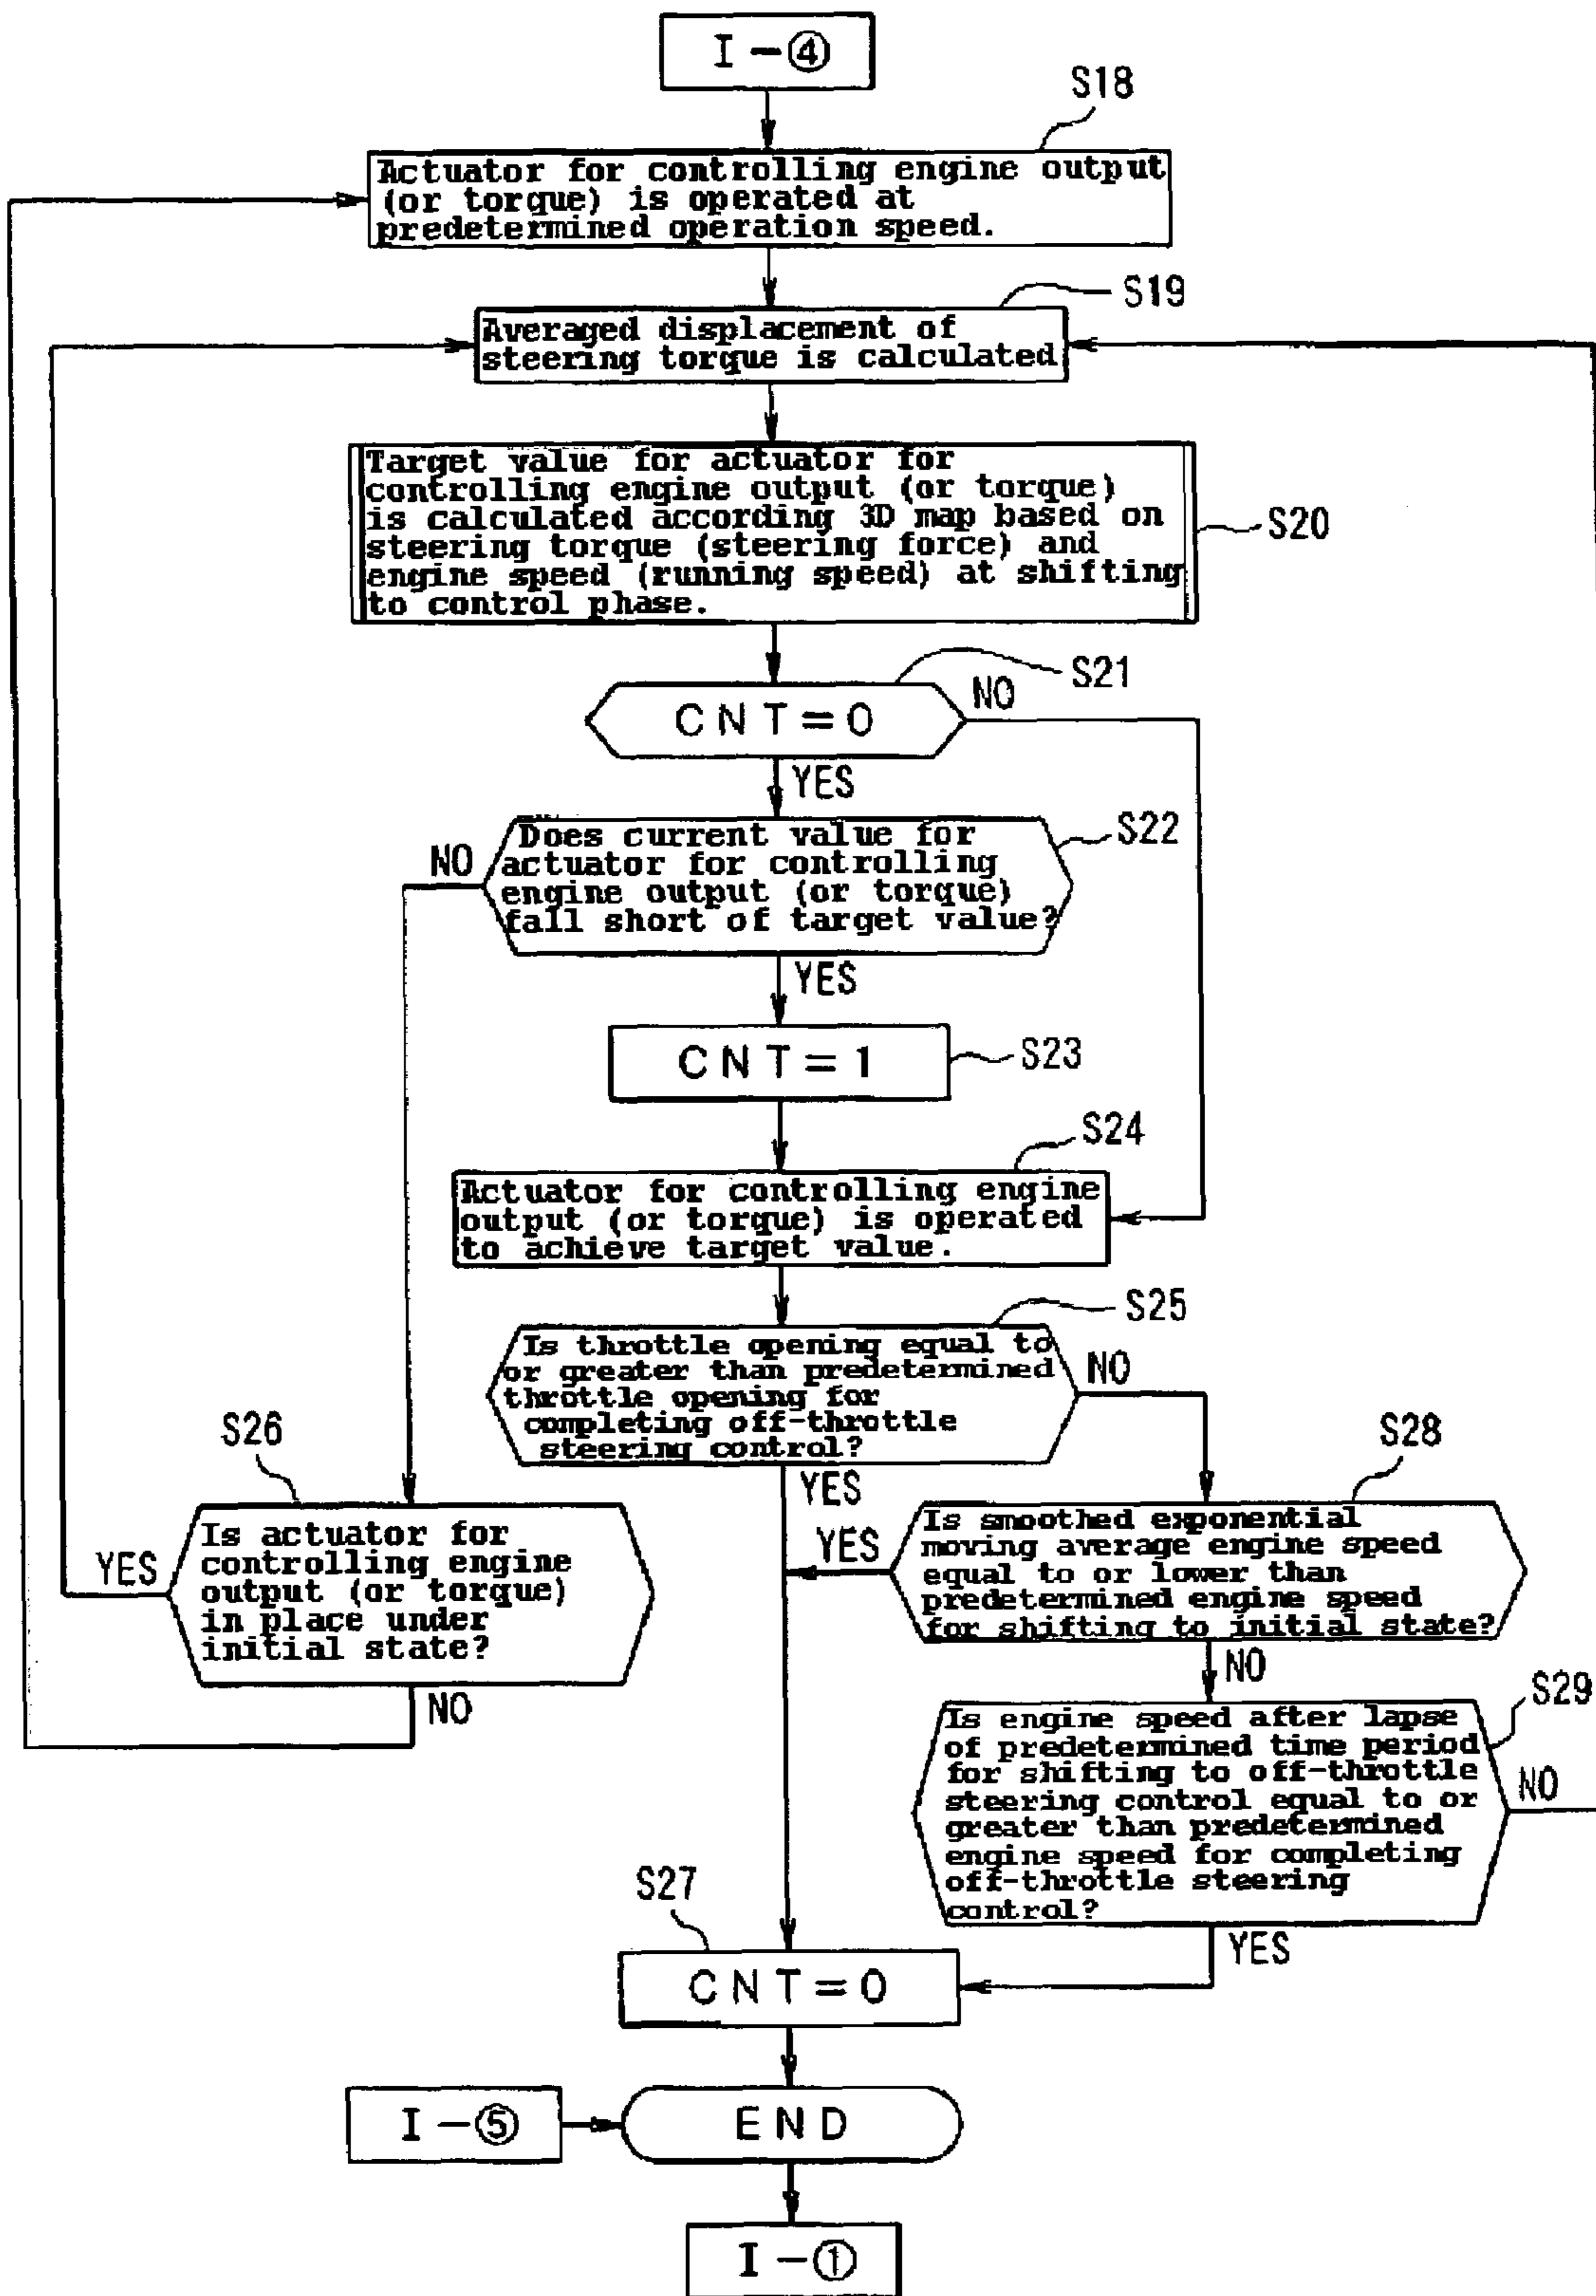 I-④
S18
Actuator for controlling engine output
(or torque) is operated at
predetermined operation speed.
S19
Averaged displacement of
steering torque is calculated
Target value for actuator for
controlling engine output (or torque)
is calculated according 3D map based on
steering torque (steering force) and
engine speed (running speed) at shifting
to control phase.
S20
S21
CNT=0
NO
YES
Does current value for
actuator for controlling
engine output (or torque)
fall short of target value?
S22
NO
YES
CNT=1
S23
S24
Actuator for controlling engine
output (or torque) is operated
to achieve target value.
S25
Is throttle opening equal to
or greater than predetermined
throttle opening for
completing off-throttle
steering control?
NO
YES
S26
Is actuator for
controlling engine
output (or torque)
in place under
initial state?
YES
NO
S28
Is smoothed exponential
moving average engine speed
equal to or lower than
predetermined engine speed
for shifting to initial state?
YES
NO
S29
Is engine speed after lapse
of predetermined time period
for shifting to off-throttle
steering control equal to or
greater than predetermined
engine speed for completing
off-throttle steering
control?
NO
YES
S27
CNT=0
I-⑤
END
I-①